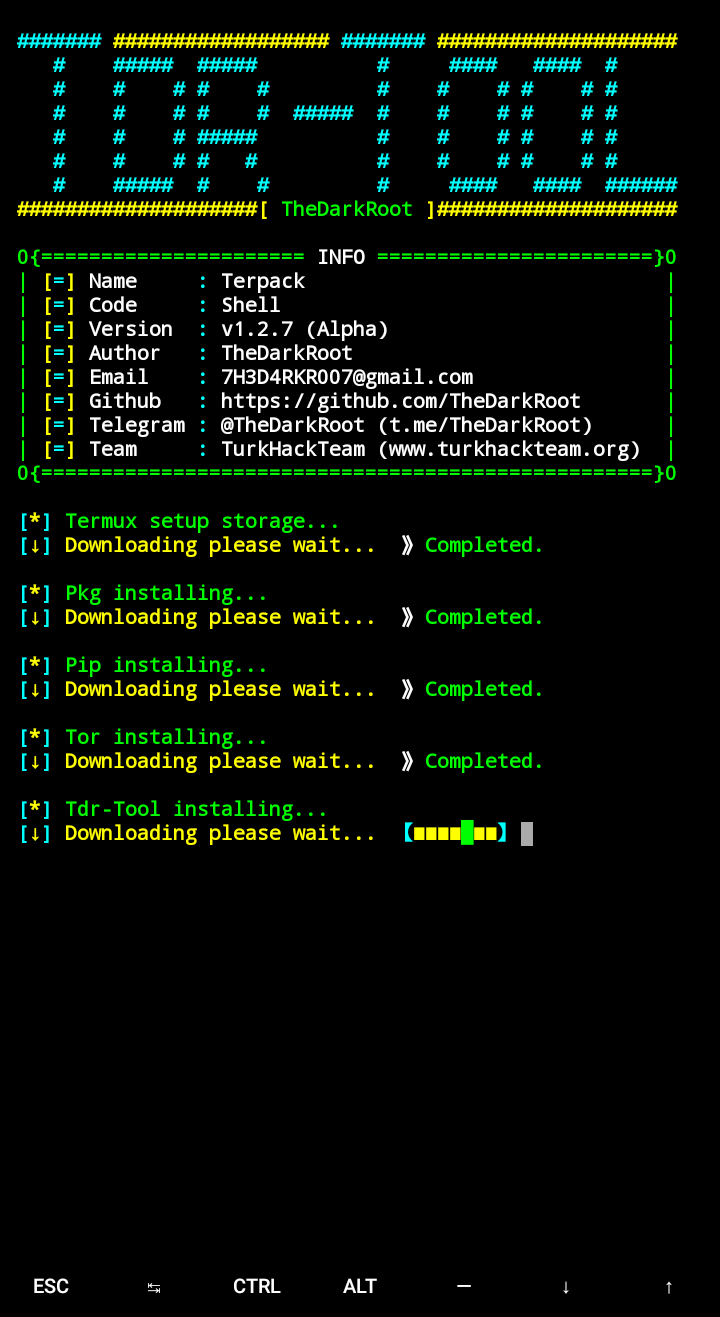 ####### ################## ####### ####################
   #    #####  #####          #     ####   ####  #
   #    #    # #    #         #    #    # #    # #
   #    #    # #    #  #####  #    #    # #    # #
   #    #    # #####          #    #    # #    # #
   #    #    # #   #          #    #    # #    # #
   #    #####  #    #         #     ####   ####  ######
####################[ TheDarkRoot ]####################
O{====================== INFO =======================}O
| [=] Name     : Terpack                              |
| [=] Code     : Shell                                |
| [=] Version  : v1.2.7 (Alpha)                       |
| [=] Author   : TheDarkRoot                          |
| [=] Email    : 7H3D4RKR007@gmail.com                |
| [=] Github   : https://github.com/TheDarkRoot       |
| [=] Telegram : @TheDarkRoot (t.me/TheDarkRoot)      |
| [=] Team     : TurkHackTeam (www.turkhackteam.org)  |
O{===================================================}O
[*] Termux setup storage...
[↓] Downloading please wait...  ⟫ Completed.
[*] Pkg installing...
[↓] Downloading please wait...  ⟫ Completed.
[*] Pip installing...
[↓] Downloading please wait...  ⟫ Completed.
[*] Tor installing...
[↓] Downloading please wait...  ⟫ Completed.
[*] Tdr-Tool installing...
[↓] Downloading please wait...  【■■■■█■■】
ESC ↹ CTRL ALT — ↓ ↑